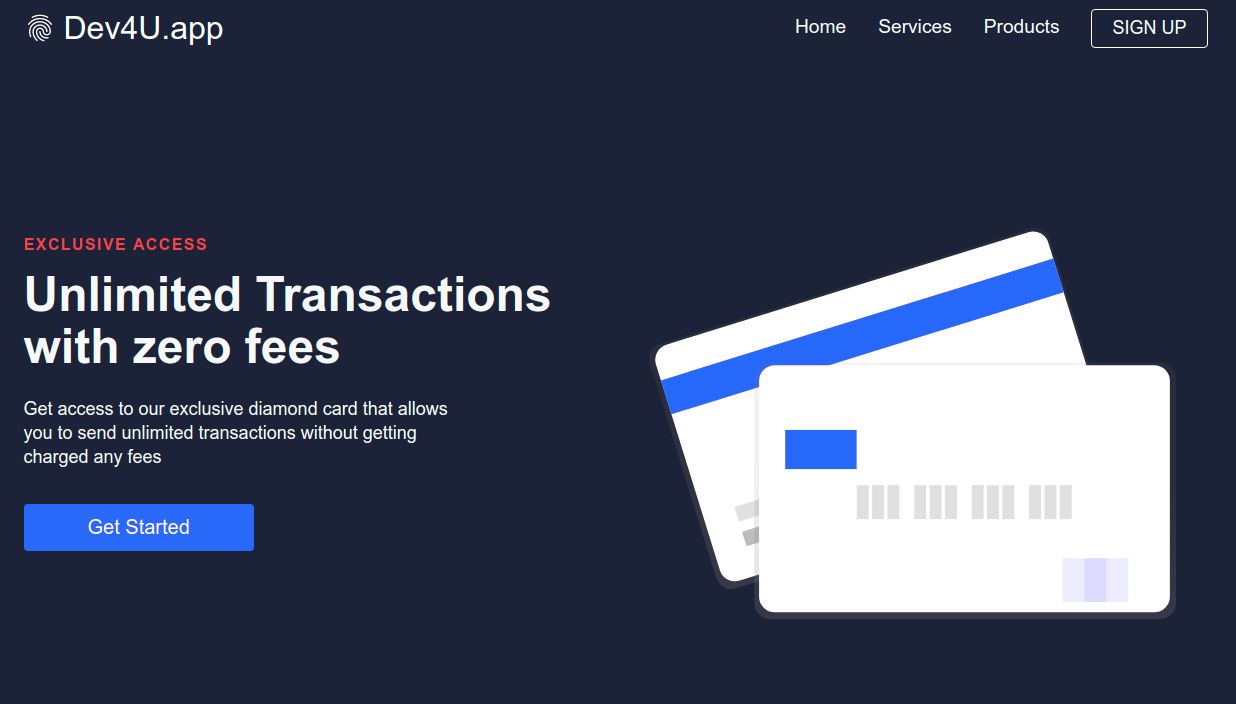 Dev4U.app
Home
Services
Products
SIGN UP
EXCLUSIVE ACCESS
Unlimited Transactions
with zero fees
Get access to our exclusive diamond card that allows
you to send unlimited transactions without getting
charged any fees
Get Started